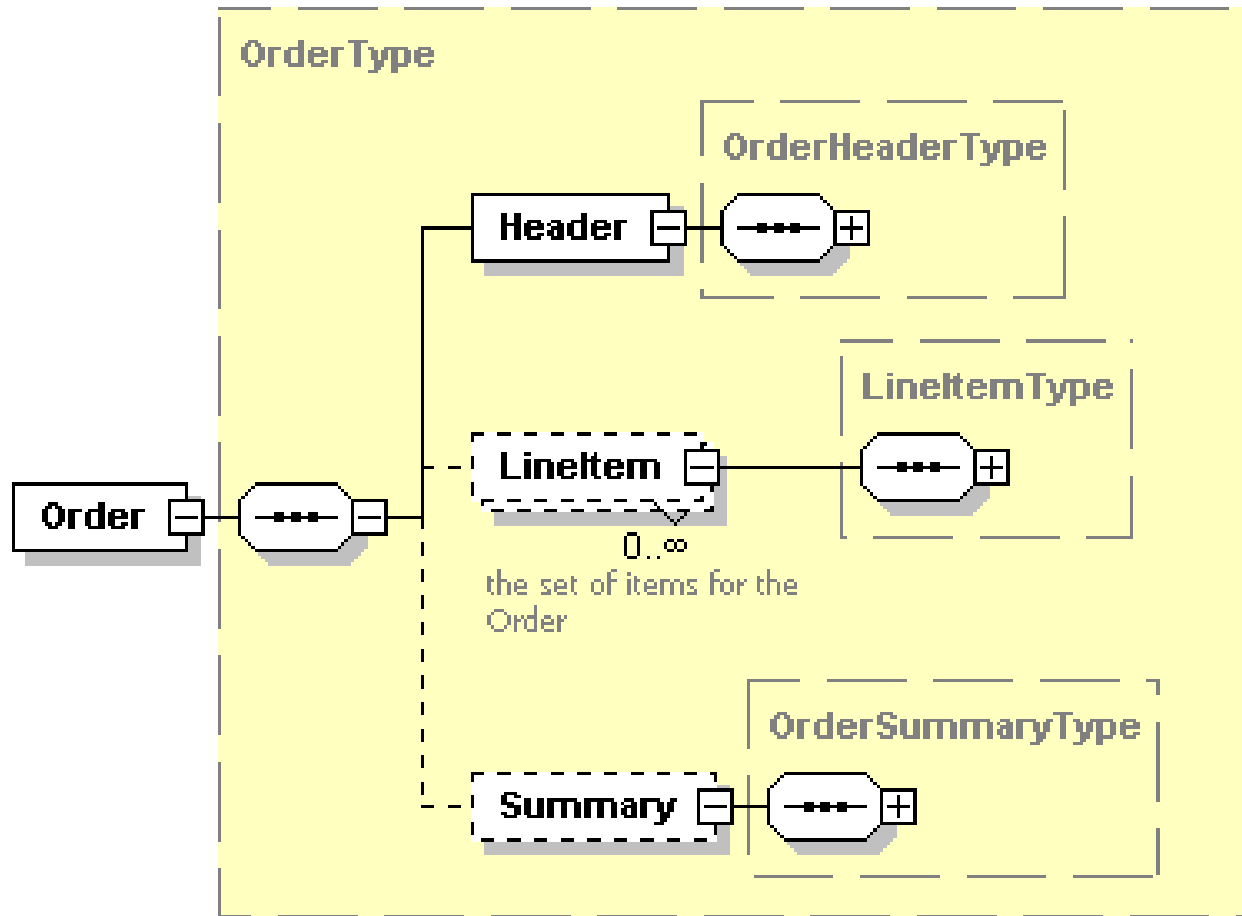 OrderType
OrderHeaderType
Header
LineItemType
LineItem
Order
0..∞
the set of items for the
Order
OrderSummaryType
Summary